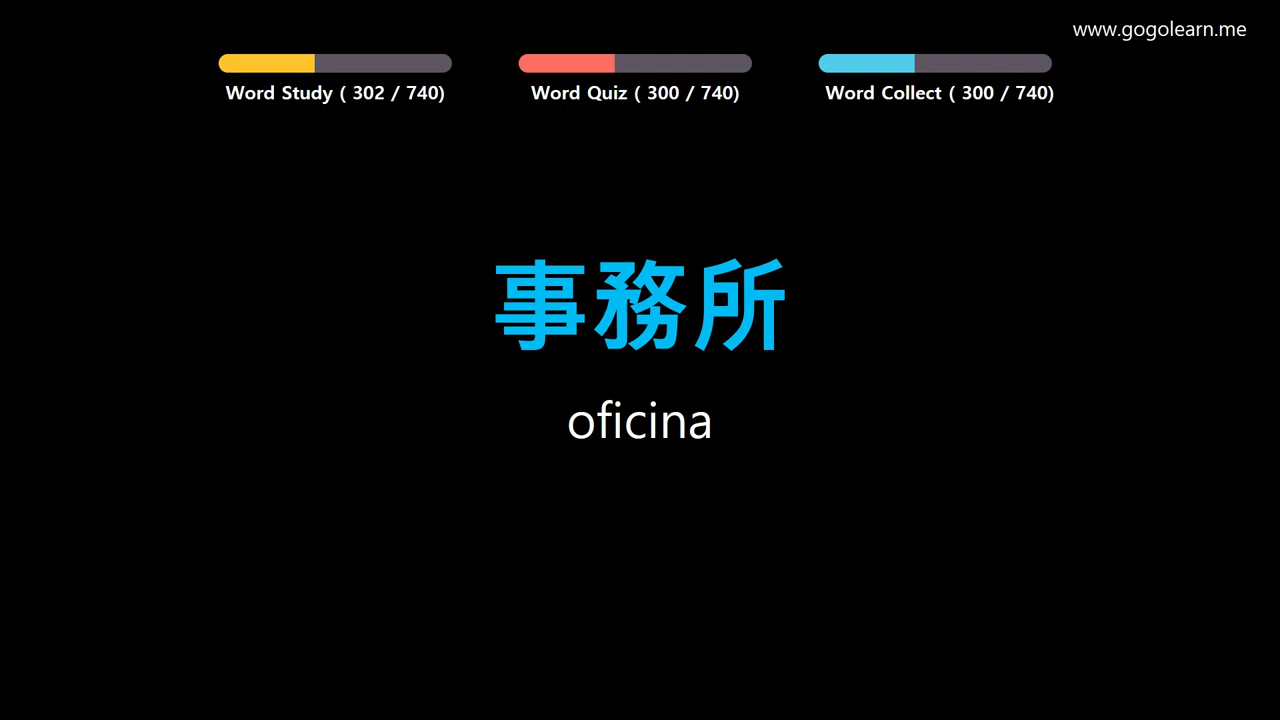 www.gogolearn.me
Word Study ( 302 / 740)
Word Quiz ( 300 / 740)
Word Collect ( 300 / 740)
事務所
oficina